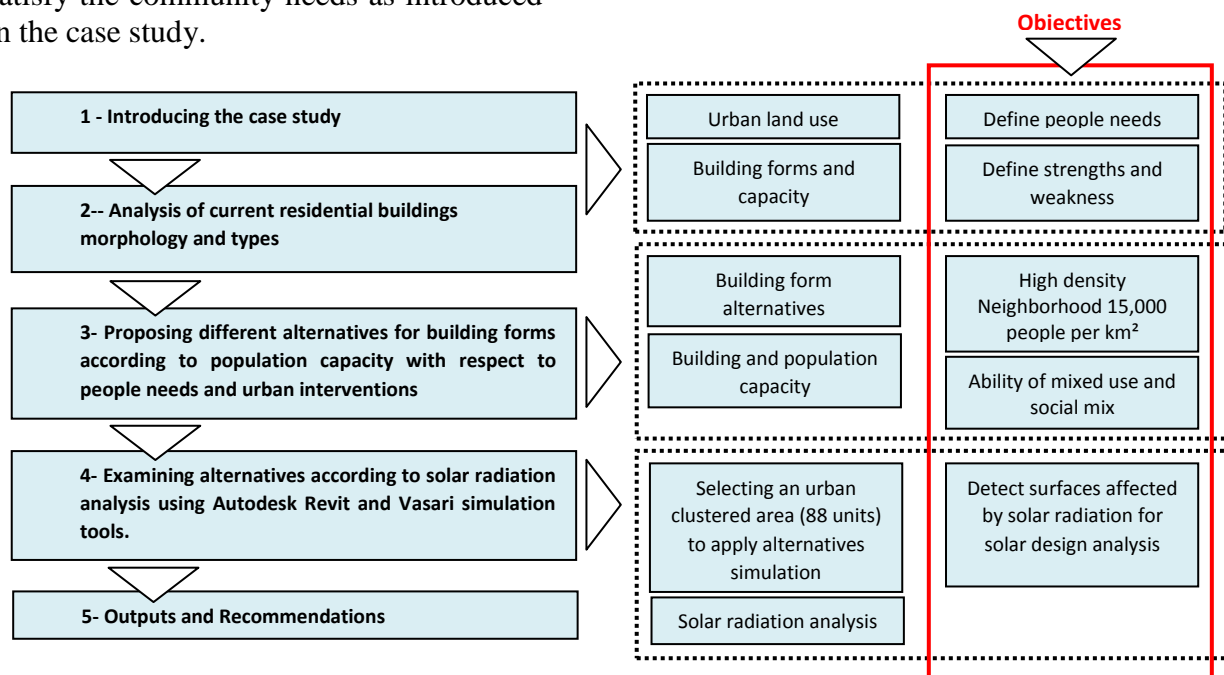 satisfy the community needs as introduced
n the case study.
Obiectives
1 - Introducing the case study
2-- Analysis of current residential buildings
morphology and types
3- Proposing different alternatives for building forms
according to population capacity with respect to
people needs and urban interventions
4- Examining alternatives according to solar radiation
analysis using Autodesk Revit and Vasari simulation
tools.
5- Outputs and Recommendations
Urban land use
Building forms and
capacity
Define people needs
Define strengths and
weakness
Building form
alternatives
Building and population
capacity
High density
Neighborhood 15,000
people per km²
Ability of mixed use and
social mix
Selecting an urban
clustered area (88 units)
to apply alternatives
simulation
Solar radiation analysis
Detect surfaces affected
by solar radiation for
solar design analysis